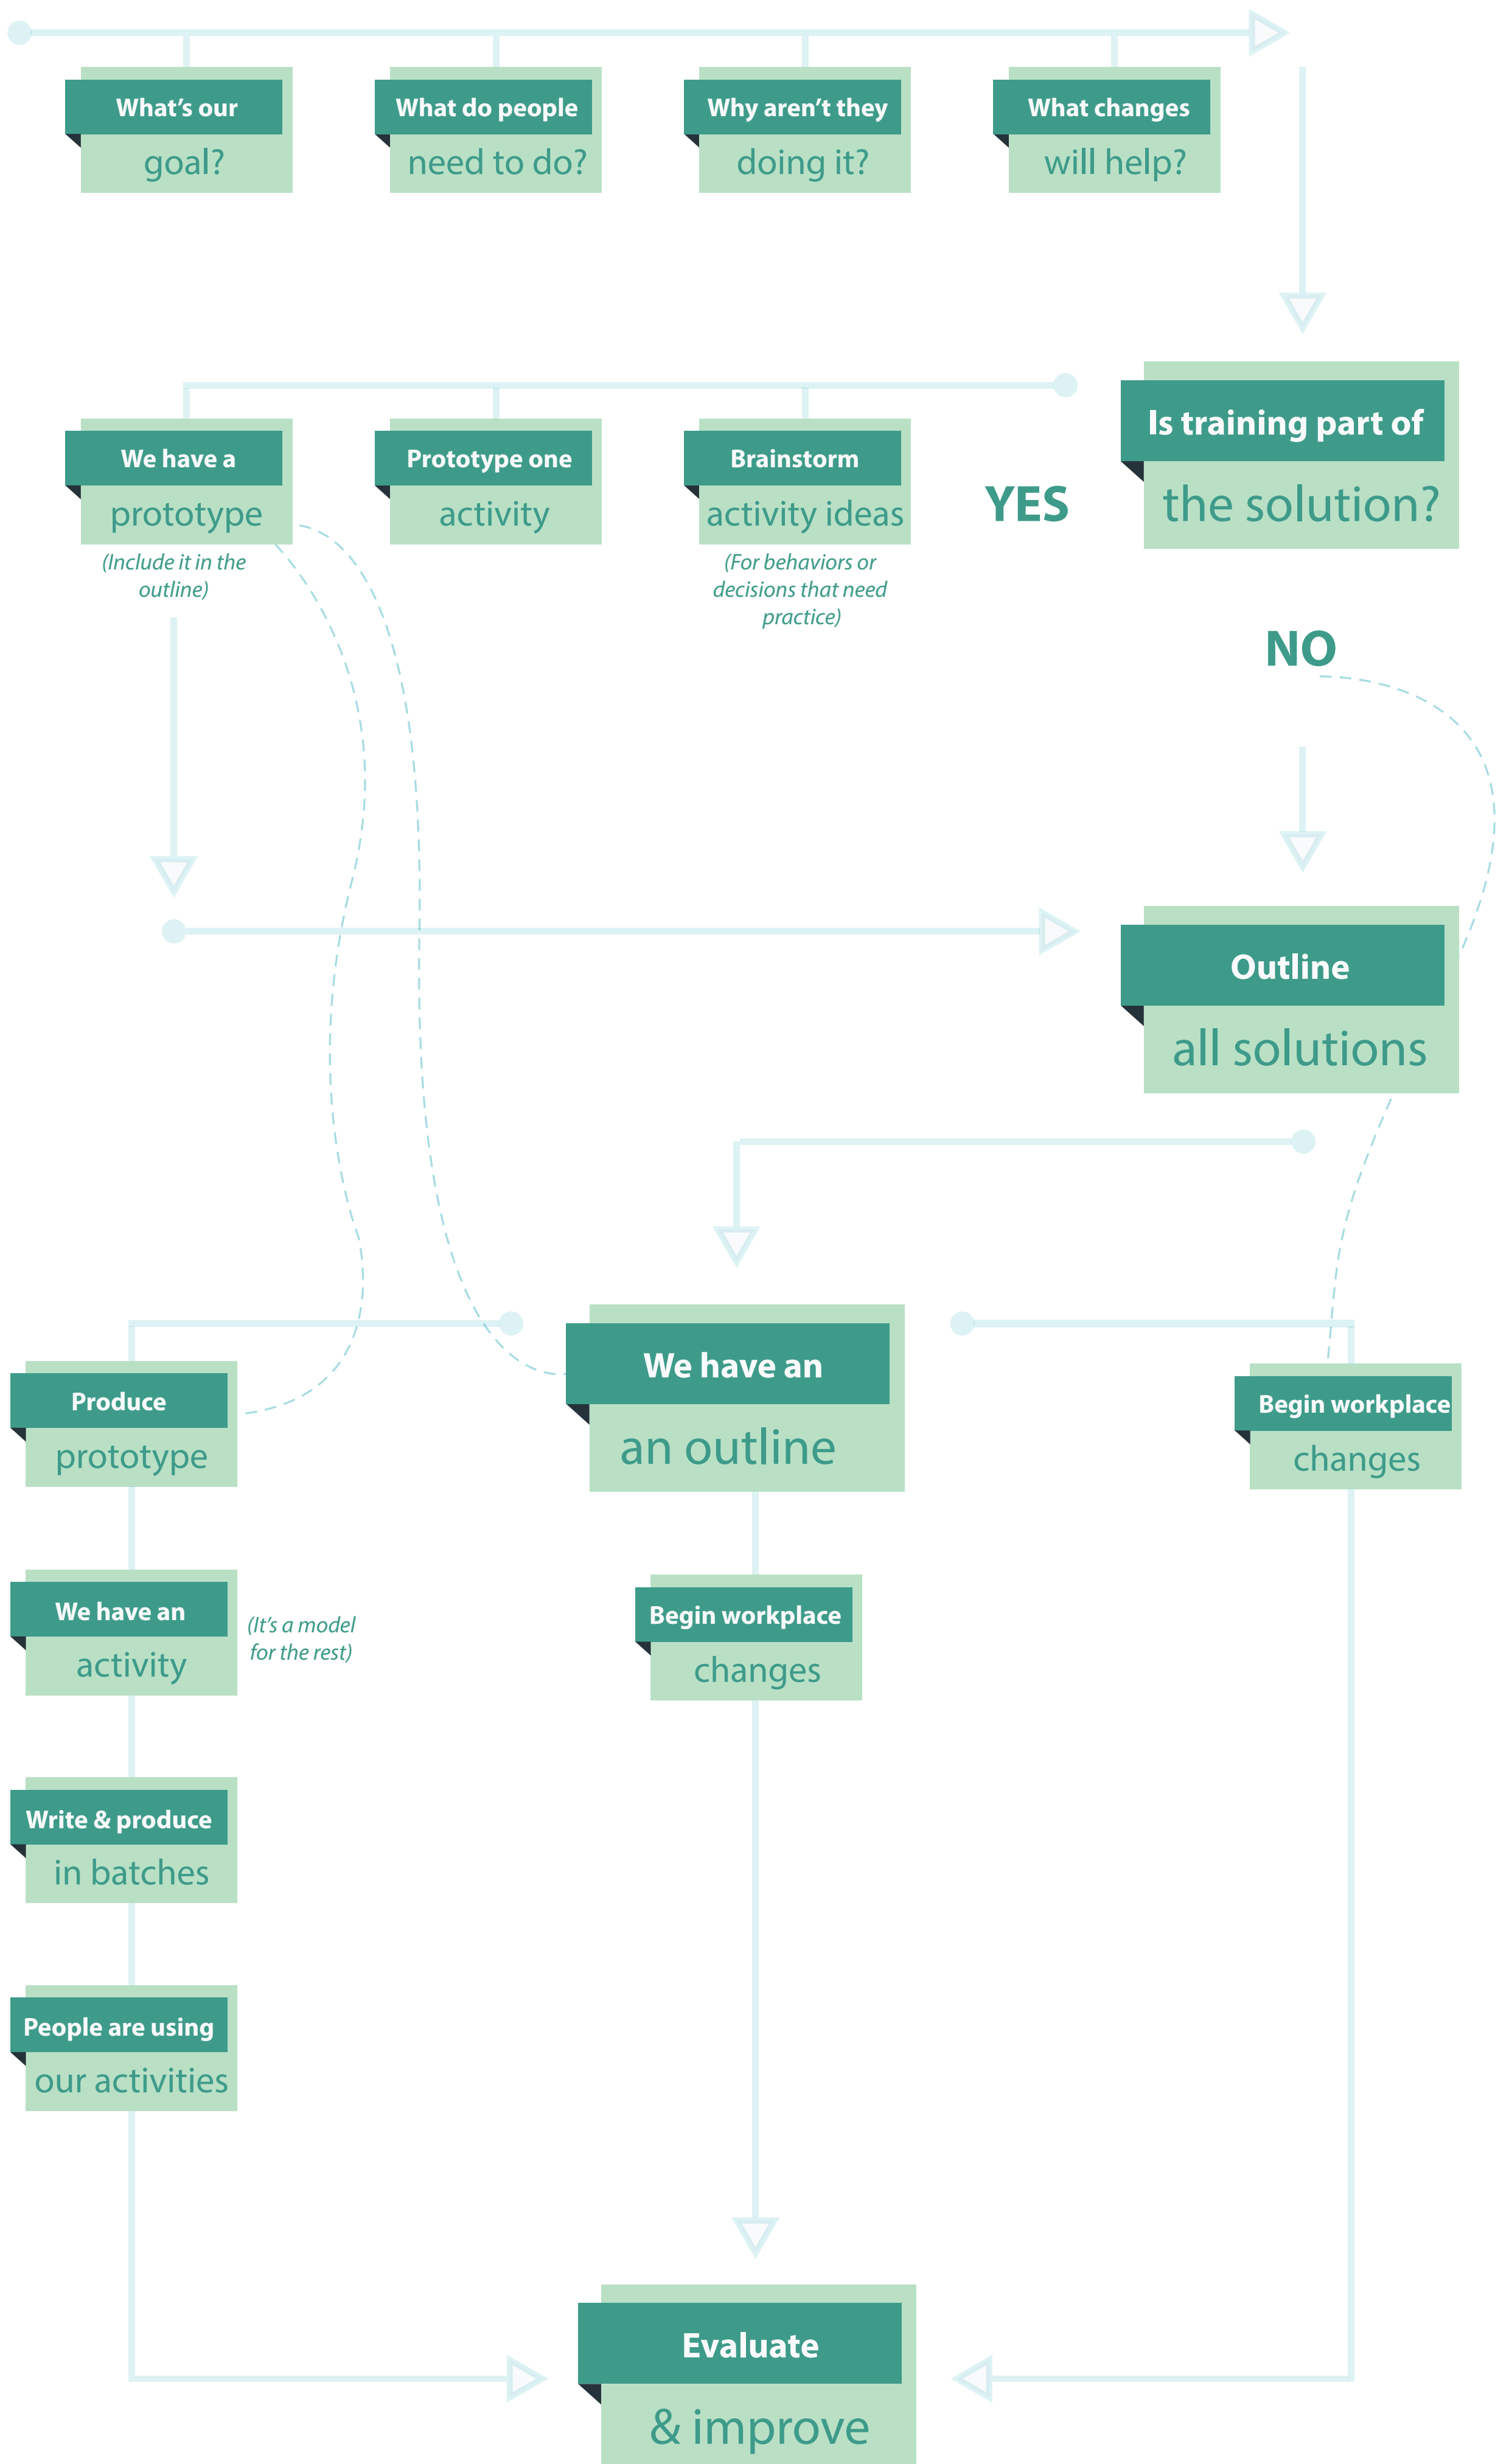 What's our
goal?
What do people
need to do?
Why aren't they
doing it?
What changes
will help?
Is training part of
the solution?
YES
Brainstorm
activity ideas
(For behaviors or
decisions that need
practice)
Prototype one
activity
We have a
prototype
(Include it in the
outline)
NO
Outline
all solutions
We have an
an outline
Produce
prototype
We have an
activity
(It's a model
for the rest)
Write & produce
in batches
People are using
our activities
Begin workplace
changes
Begin workplace
changes
Evaluate
& improve